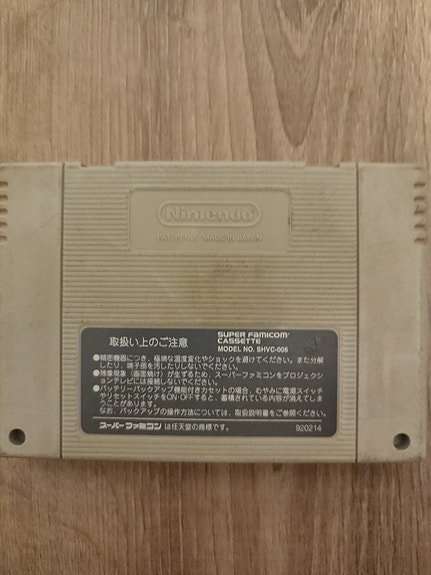 Nintendo
PAT. PEND. MADE IN JAPAN
取扱い上のご注意
SUPER Famicom
CASSETTE
MODEL NO. SHVC-006
●精密機器につき、極端な温度変化やショックを避けてください。また分解
したり、端子部を汚したりしないでください。
●残像現象(画面焼け)が生ずるため、スーパーファミコンをプロジェクシ
ョンテレビには接続しないでください。
●バッテリーバックアップ機能付きカセットの場合、むやみに電源スイッチ
やリセットスイッチをON・OFFすると、蓄積されている内容が消えてしま
うことがあります。
なお、バックアップの操作方法については、取扱説明書をご参照ください。
スーパーファミコン は任天堂の商標です。
920214